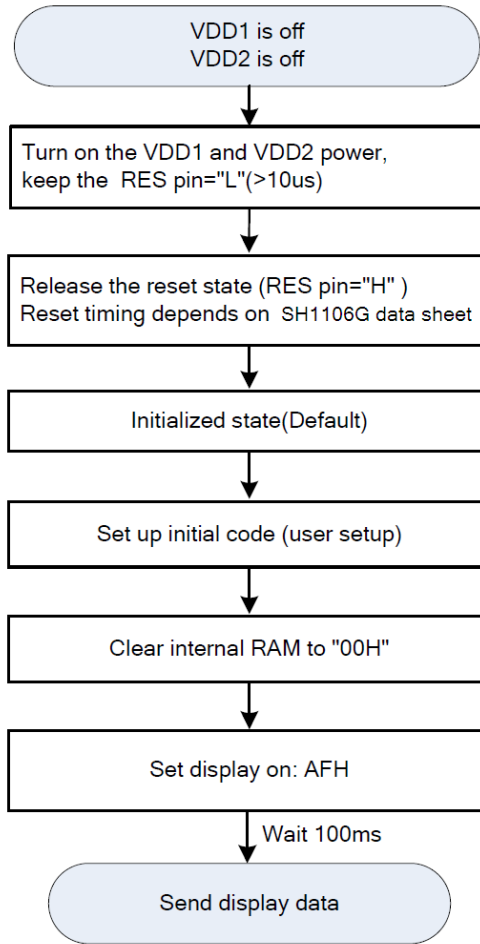 VDD1 is off
VDD2 is off
Turn on the VDD1 and VDD2 power,
keep the RES pin="L"(>10us)
Release the reset state (RES pin="H" )
Reset timing depends on SH1106G data sheet
Initialized state(Default)
Set up initial code (user setup)
Clear internal RAM to "00H"
Set display on: AFH
Wait 100ms
Send display data